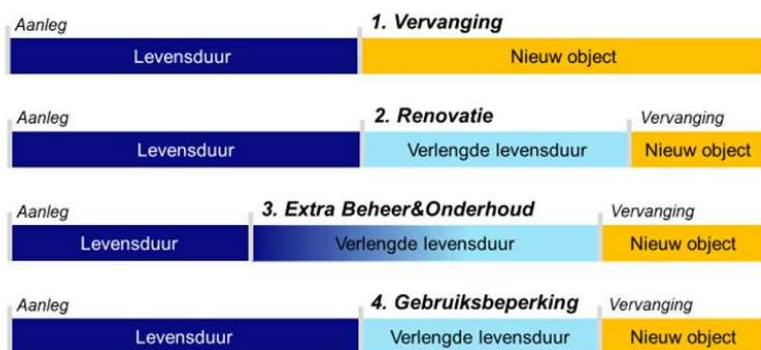 Aanleg 1. Vervanging
Levensduur Nieuw object
Aanleg 2. Renovatie Vervanging
Levensduur Verlengde levensduur Nieuw object
Aanleg 3. Extra Beheer&Onderhoud Vervanging
Levensduur Verlengde levensduur Nieuw object
Aanleg 4. Gebruiksbeperking Vervanging
Levensduur Verlengde levensduur Nieuw object